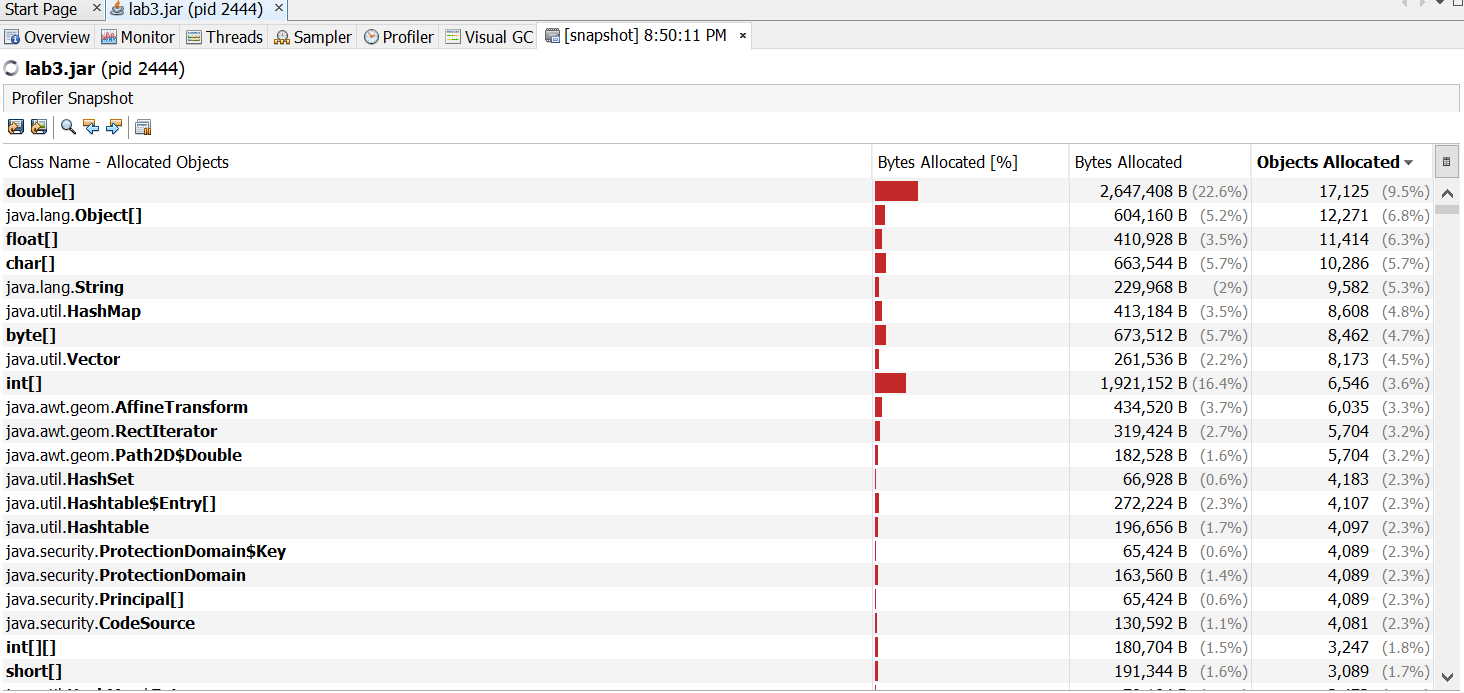 Start Page × lab3.jar (pid 2444) ×
Overview Monitor Threads Sampler Profiler Visual GC [snapshot] 8:50:11 PM ×
lab3.jar (pid 2444)
Profiler Snapshot
Class Name - Allocated Objects Bytes Allocated [%] Bytes Allocated Objects Allocated
double[] 2,647,408 B (22.6%) 17,125 (9.5%)
java.lang.Object[] 604,160 B (5.2%) 12,271 (6.8%)
float[] 410,928 B (3.5%) 11,414 (6.3%)
char[] 663,544 B (5.7%) 10,286 (5.7%)
java.lang.String 229,968 B (2%) 9,582 (5.3%)
java.util.HashMap 413,184 B (3.5%) 8,608 (4.8%)
byte[] 673,512 B (5.7%) 8,462 (4.7%)
java.util.Vector 261,536 B (2.2%) 8,173 (4.5%)
int[] 1,921,152 B (16.4%) 6,546 (3.6%)
java.awt.geom.AffineTransform 434,520 B (3.7%) 6,035 (3.3%)
java.awt.geom.RectIterator 319,424 B (2.7%) 5,704 (3.2%)
java.awt.geom.Path2D$Double 182,528 B (1.6%) 5,704 (3.2%)
java.util.HashSet 66,928 B (0.6%) 4,183 (2.3%)
java.util.Hashtable$Entry[] 272,224 B (2.3%) 4,107 (2.3%)
java.util.Hashtable 196,656 B (1.7%) 4,097 (2.3%)
java.security.ProtectionDomain$Key 65,424 B (0.6%) 4,089 (2.3%)
java.security.ProtectionDomain 163,560 B (1.4%) 4,089 (2.3%)
java.security.Principal[] 65,424 B (0.6%) 4,089 (2.3%)
java.security.CodeSource 130,592 B (1.1%) 4,081 (2.3%)
int[][] 180,704 B (1.5%) 3,247 (1.8%)
short[] 191,344 B (1.6%) 3,089 (1.7%)